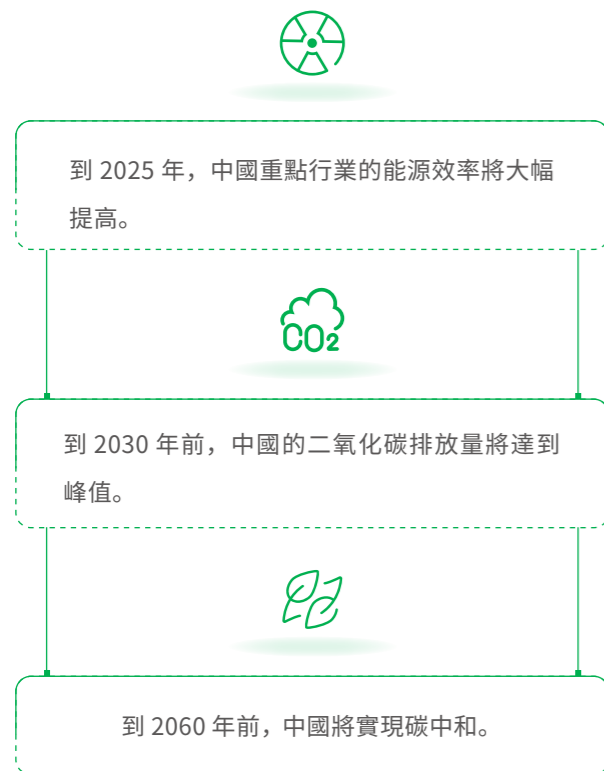 到 2025 年，中國重點行業的能源效率將大幅
提高。
CO2
到 2030 年前，中國的二氧化碳排放量將達到
峰值。
到 2060 年前，中國將實現碳中和。